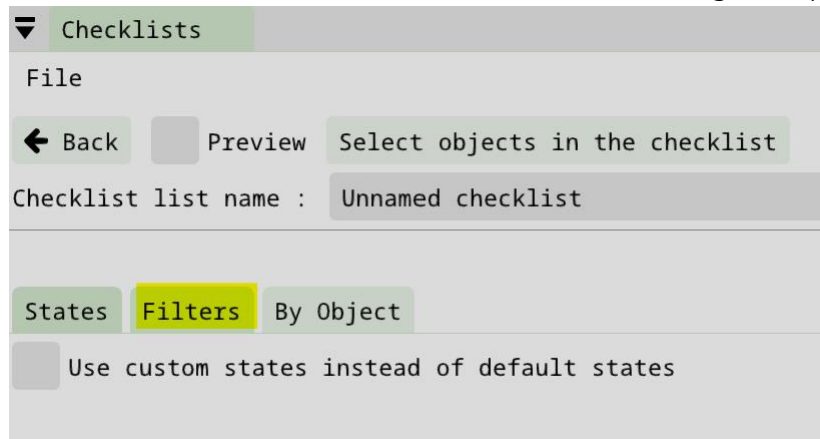 Checklists
File
Back Preview Select objects in the checklist
Checklist list name : Unnamed checklist
States Filters By Object
Use custom states instead of default states